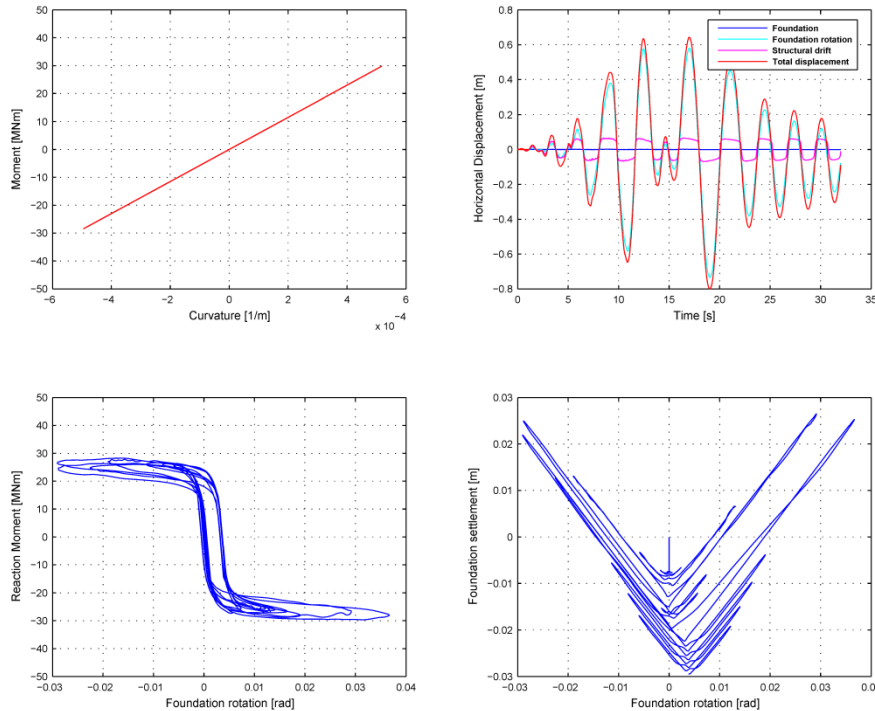 Moment [MNm]
50
40
30
20
10
0
−10
−20
−30
−40
−50
−6 −4 −2 0 2 4 6
x 10⁻⁴
Curvature [1/m]
Horizontal Displacement [m]
0.8
0.6
0.4
0.2
0
−0.2
−0.4
−0.6
−0.8
0 5 10 15 20 25 30 35
Time [s]
Foundation
Foundation rotation
Structural drift
Total displacement
Reaction Moment [MNm]
50
40
30
20
10
0
−10
−20
−30
−40
−50
−0.03 −0.02 −0.01 0 0.01 0.02 0.03 0.04
Foundation rotation [rad]
Foundation settlement [m]
0.03
0.02
0.01
0
−0.01
−0.02
−0.03
−0.03 −0.02 −0.01 0 0.01 0.02 0.03 0.0
Foundation rotation [rad]